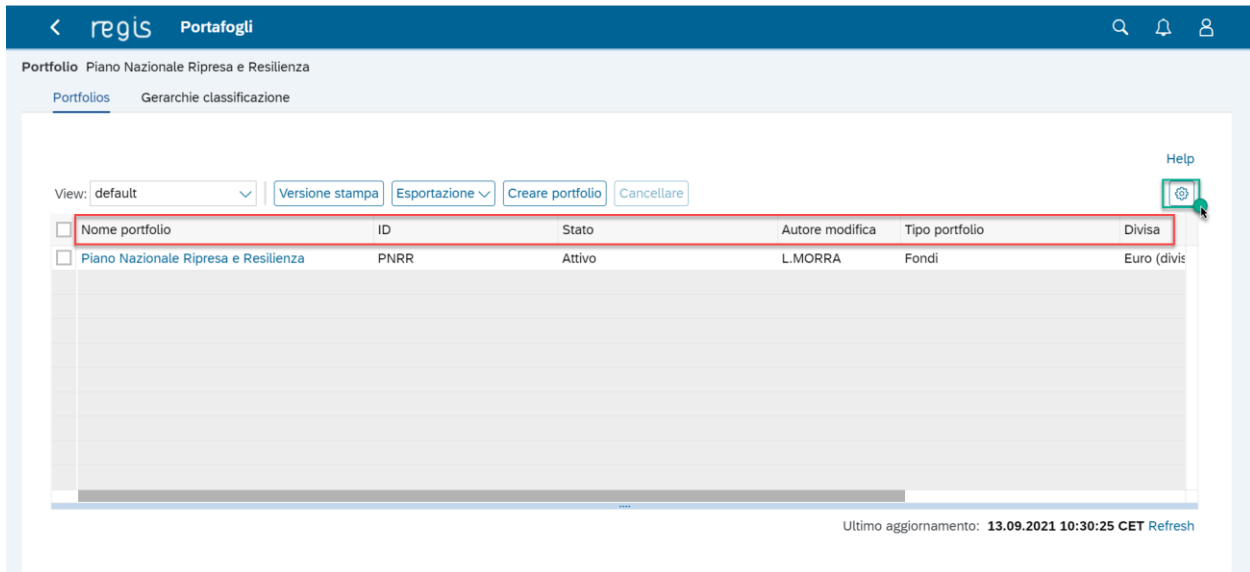 regis Portafogli
Portfolio Piano Nazionale Ripresa e Resilienza
Portfolios Gerarchie classificazione
Help
View: default Versione stampa Esportazione Creare portfolio Cancellare
Nome portfolio ID Stato Autore modifica Tipo portfolio Divisa
Piano Nazionale Ripresa e Resilienza PNRR Attivo L.MORRA Fondi Euro (divis
Ultimo aggiornamento: 13.09.2021 10:30:25 CET Refresh